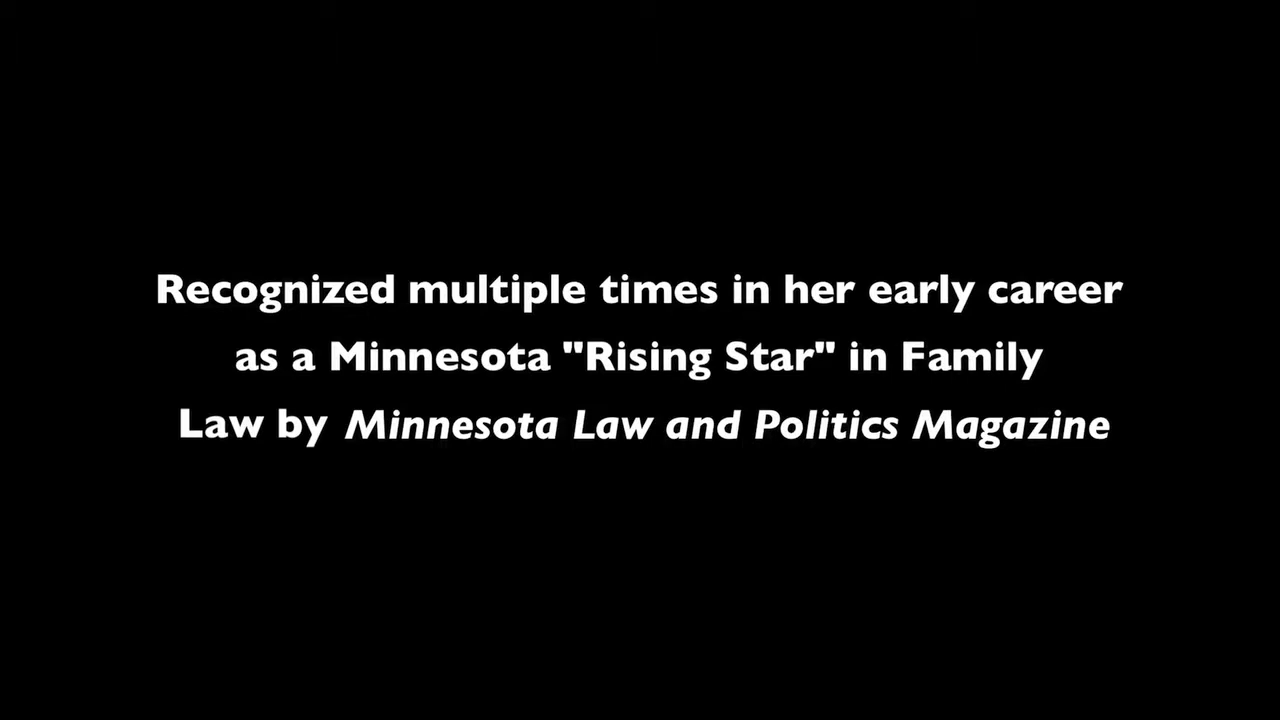 Recognized multiple times in her early career
as a Minnesota "Rising Star" in Family
Law by Minnesota Law and Politics Magazine